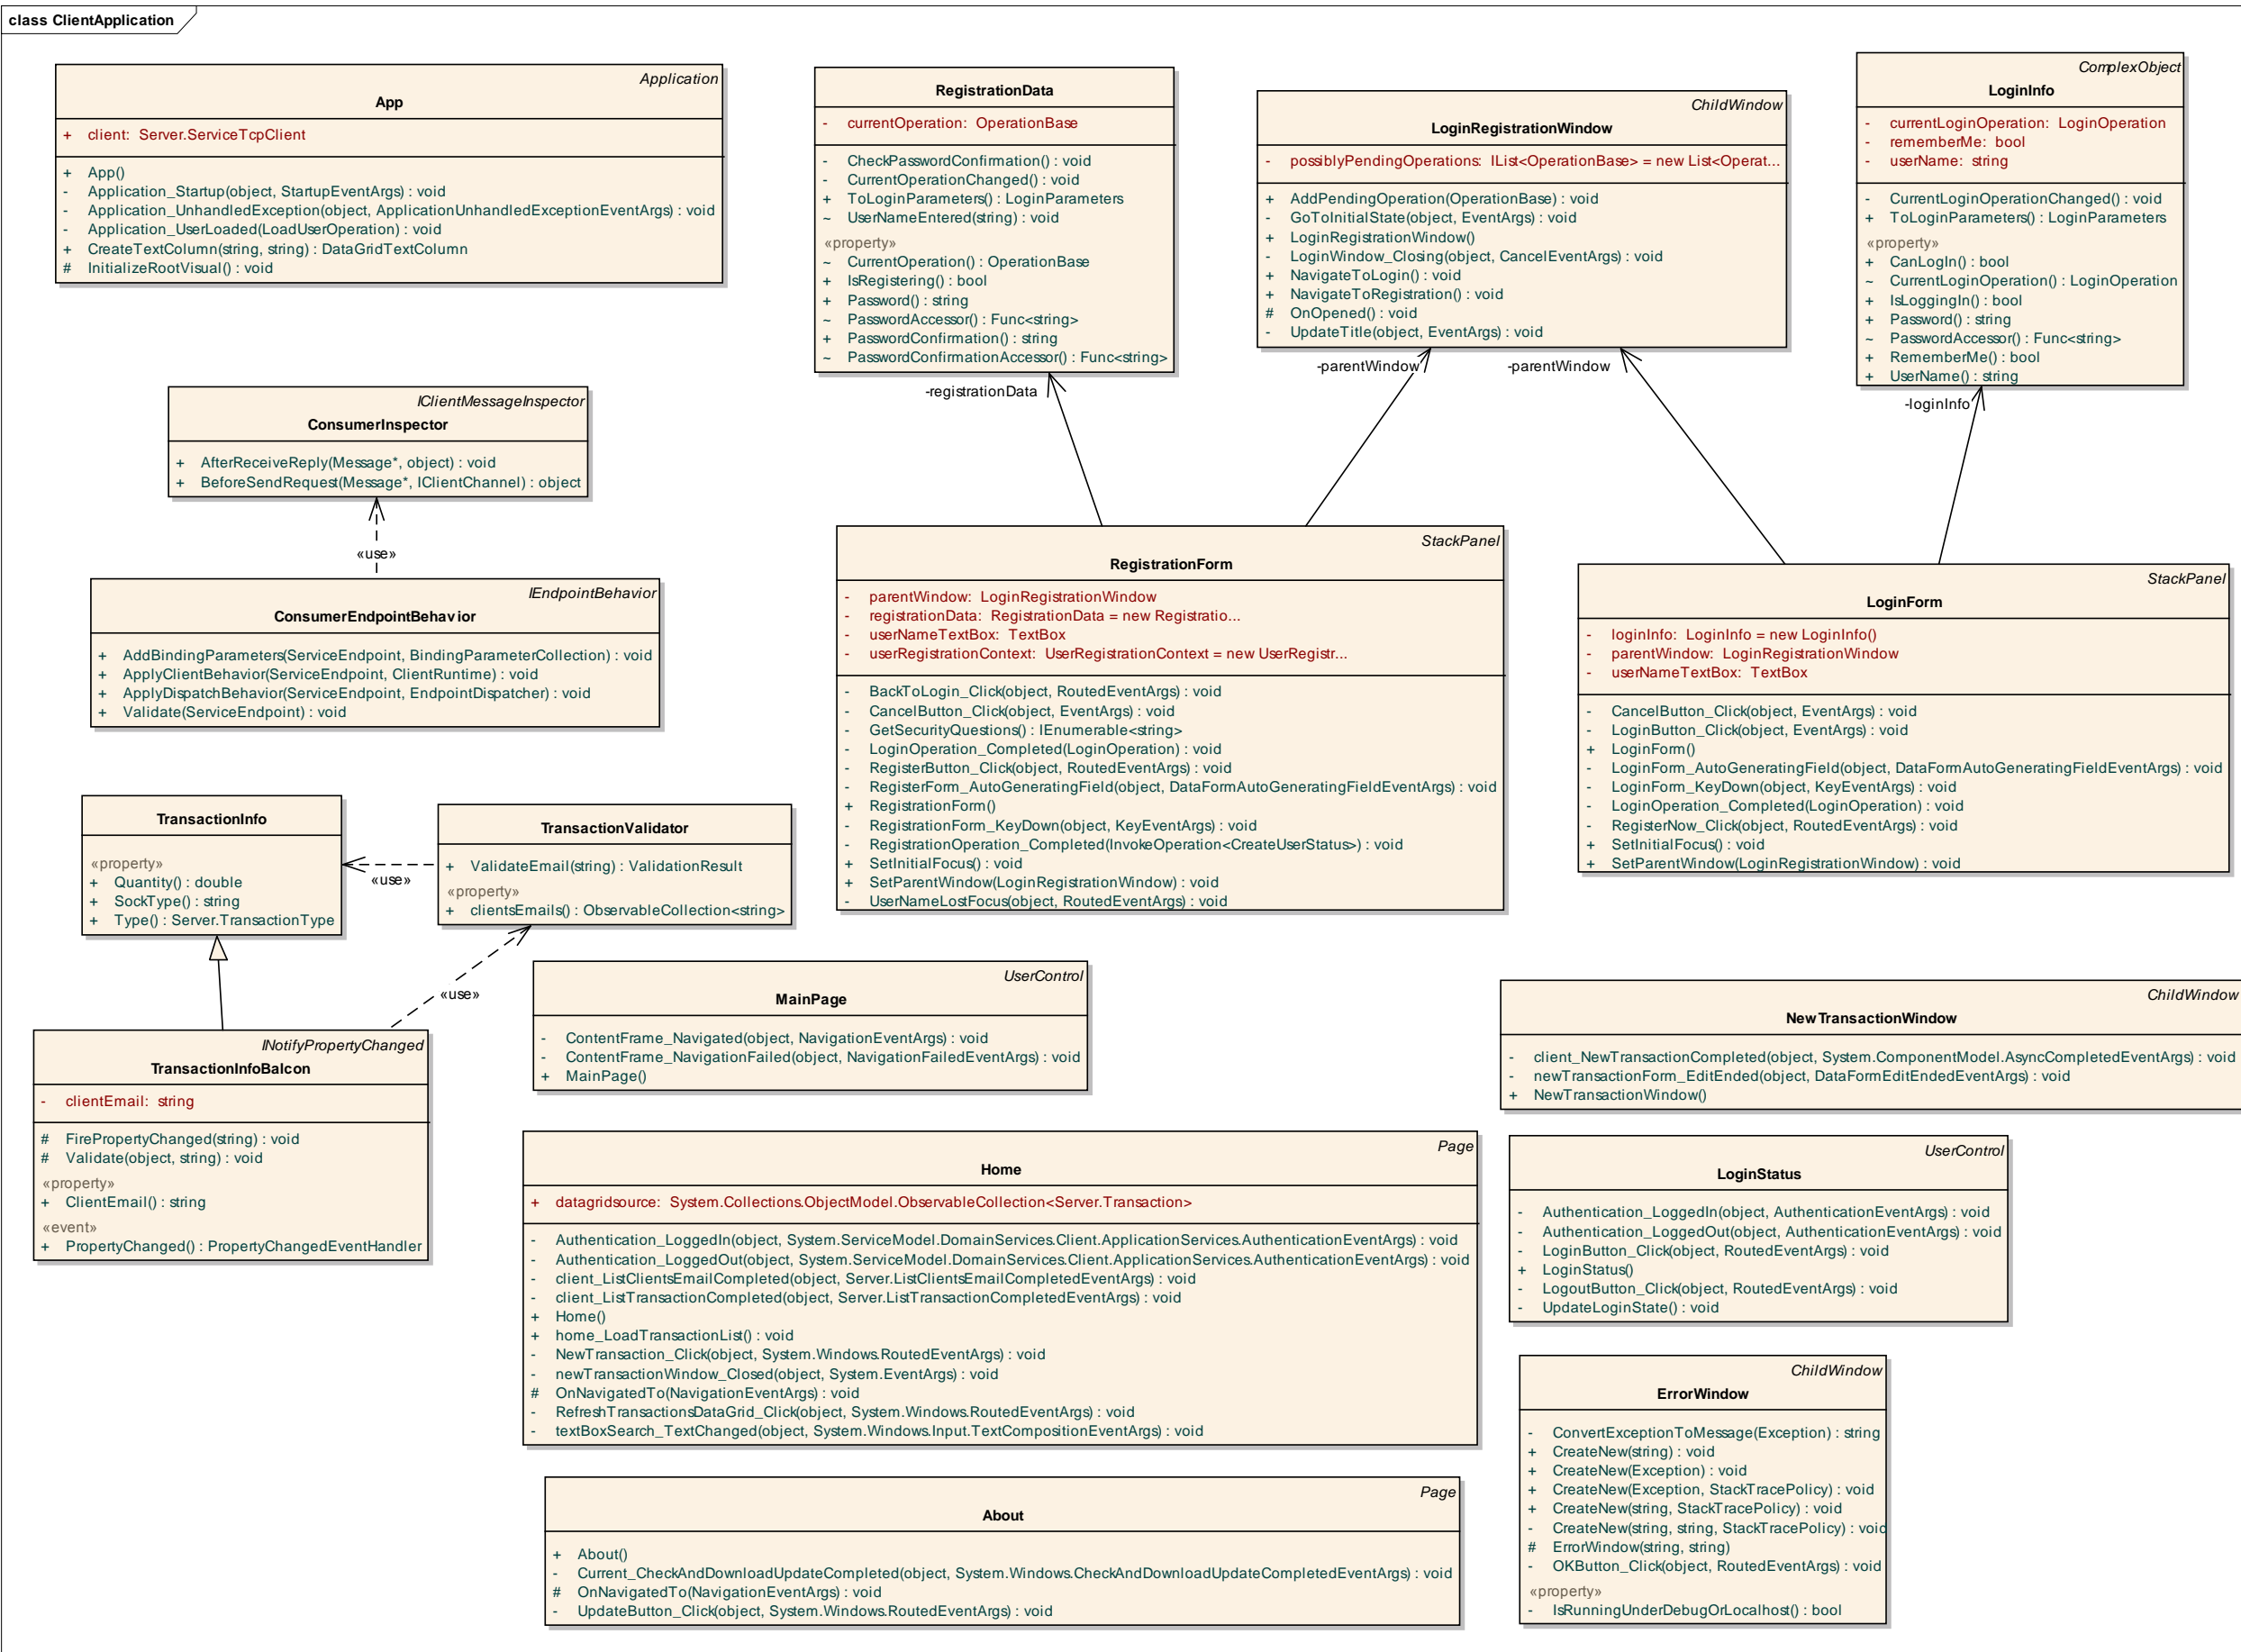 class ClientApplication
Application
App
+ client: Server.ServiceTcpClient
+ App()
- Application_Startup(object, StartupEventArgs) : void
- Application_UnhandledException(object, ApplicationUnhandledExceptionEventArgs) : void
- Application_UserLoaded(LoadUserOperation) : void
+ CreateTextColumn(string, string) : DataGridTextColumn
# InitializeRootVisual() : void
RegistrationData
- currentOperation: OperationBase
- CheckPasswordConfirmation() : void
- CurrentOperationChanged() : void
+ ToLoginParameters() : LoginParameters
~ UserNameEntered(string) : void
«property»
~ CurrentOperation() : OperationBase
+ IsRegistering() : bool
+ Password() : string
~ PasswordAccessor() : Func<string>
+ PasswordConfirmation() : string
~ PasswordConfirmationAccessor() : Func<string>
ChildWindow
LoginRegistrationWindow
- possiblyPendingOperations: IList<OperationBase> = new List<Operat...
+ AddPendingOperation(OperationBase) : void
- GoToInitialState(object, EventArgs) : void
+ LoginRegistrationWindow()
- LoginWindow_Closing(object, CancelEventArgs) : void
+ NavigateToLogin() : void
+ NavigateToRegistration() : void
# OnOpened() : void
- UpdateTitle(object, EventArgs) : void
ComplexObject
LoginInfo
- currentLoginOperation: LoginOperation
- rememberMe: bool
- userName: string
- CurrentLoginOperationChanged() : void
+ ToLoginParameters() : LoginParameters
«property»
+ CanLogIn() : bool
~ CurrentLoginOperation() : LoginOperation
+ IsLoggingIn() : bool
+ Password() : string
~ PasswordAccessor() : Func<string>
+ RememberMe() : bool
+ UserName() : string
-registrationData
-parentWindow
-parentWindow
-loginInfo
IClientMessageInspector
ConsumerInspector
+ AfterReceiveReply(Message*, object) : void
+ BeforeSendRequest(Message*, IClientChannel) : object
«use»
IEndpointBehavior
ConsumerEndpointBehavior
+ AddBindingParameters(ServiceEndpoint, BindingParameterCollection) : void
+ ApplyClientBehavior(ServiceEndpoint, ClientRuntime) : void
+ ApplyDispatchBehavior(ServiceEndpoint, EndpointDispatcher) : void
+ Validate(ServiceEndpoint) : void
StackPanel
RegistrationForm
- parentWindow: LoginRegistrationWindow
- registrationData: RegistrationData = new Registratio...
- userNameTextBox: TextBox
- userRegistrationContext: UserRegistrationContext = new UserRegistr...
- BackToLogin_Click(object, RoutedEventArgs) : void
- CancelButton_Click(object, EventArgs) : void
- GetSecurityQuestions() : IEnumerable<string>
- LoginOperation_Completed(LoginOperation) : void
- RegisterButton_Click(object, RoutedEventArgs) : void
- RegisterForm_AutoGeneratingField(object, DataFormAutoGeneratingFieldEventArgs) : void
+ RegistrationForm()
- RegistrationForm_KeyDown(object, KeyEventArgs) : void
- RegistrationOperation_Completed(InvokeOperation<CreateUserStatus>) : void
+ SetInitialFocus() : void
+ SetParentWindow(LoginRegistrationWindow) : void
- UserNameLostFocus(object, RoutedEventArgs) : void
StackPanel
LoginForm
- loginInfo: LoginInfo = new LoginInfo()
- parentWindow: LoginRegistrationWindow
- userNameTextBox: TextBox
- CancelButton_Click(object, EventArgs) : void
- LoginButton_Click(object, EventArgs) : void
+ LoginForm()
- LoginForm_AutoGeneratingField(object, DataFormAutoGeneratingFieldEventArgs) : void
- LoginForm_KeyDown(object, KeyEventArgs) : void
- LoginOperation_Completed(LoginOperation) : void
- RegisterNow_Click(object, RoutedEventArgs) : void
+ SetInitialFocus() : void
+ SetParentWindow(LoginRegistrationWindow) : void
TransactionInfo
«property»
+ Quantity() : double
+ SockType() : string
+ Type() : Server.TransactionType
«use»
TransactionValidator
+ ValidateEmail(string) : ValidationResult
«property»
+ clientsEmails() : ObservableCollection<string>
«use»
INotifyPropertyChanged
TransactionInfoBalcon
- clientEmail: string
# FirePropertyChanged(string) : void
# Validate(object, string) : void
«property»
+ ClientEmail() : string
«event»
+ PropertyChanged() : PropertyChangedEventHandler
UserControl
MainPage
- ContentFrame_Navigated(object, NavigationEventArgs) : void
- ContentFrame_NavigationFailed(object, NavigationFailedEventArgs) : void
+ MainPage()
ChildWindow
NewTransactionWindow
- client_NewTransactionCompleted(object, System.ComponentModel.AsyncCompletedEventArgs) : void
- newTransactionForm_EditEnded(object, DataFormEditEndedEventArgs) : void
+ NewTransactionWindow()
Page
Home
+ datagridsource: System.Collections.ObjectModel.ObservableCollection<Server.Transaction>
- Authentication_LoggedIn(object, System.ServiceModel.DomainServices.Client.ApplicationServices.AuthenticationEventArgs) : void
- Authentication_LoggedOut(object, System.ServiceModel.DomainServices.Client.ApplicationServices.AuthenticationEventArgs) : void
- client_ListClientsEmailCompleted(object, Server.ListClientsEmailCompletedEventArgs) : void
- client_ListTransactionCompleted(object, Server.ListTransactionCompletedEventArgs) : void
+ Home()
+ home_LoadTransactionList() : void
- NewTransaction_Click(object, System.Windows.RoutedEventArgs) : void
- newTransactionWindow_Closed(object, System.EventArgs) : void
# OnNavigatedTo(NavigationEventArgs) : void
- RefreshTransactionsDataGrid_Click(object, System.Windows.RoutedEventArgs) : void
- textBoxSearch_TextChanged(object, System.Windows.Input.TextCompositionEventArgs) : void
UserControl
LoginStatus
- Authentication_LoggedIn(object, AuthenticationEventArgs) : void
- Authentication_LoggedOut(object, AuthenticationEventArgs) : void
- LoginButton_Click(object, RoutedEventArgs) : void
+ LoginStatus()
- LogoutButton_Click(object, RoutedEventArgs) : void
- UpdateLoginState() : void
ChildWindow
ErrorWindow
- ConvertExceptionToMessage(Exception) : string
+ CreateNew(string) : void
+ CreateNew(Exception) : void
+ CreateNew(Exception, StackTracePolicy) : void
+ CreateNew(string, StackTracePolicy) : void
- CreateNew(string, string, StackTracePolicy) : void
# ErrorWindow(string, string)
- OKButton_Click(object, RoutedEventArgs) : void
«property»
- IsRunningUnderDebugOrLocalhost() : bool
Page
About
+ About()
- Current_CheckAndDownloadUpdateCompleted(object, System.Windows.CheckAndDownloadUpdateCompletedEventArgs) : void
# OnNavigatedTo(NavigationEventArgs) : void
- UpdateButton_Click(object, System.Windows.RoutedEventArgs) : void